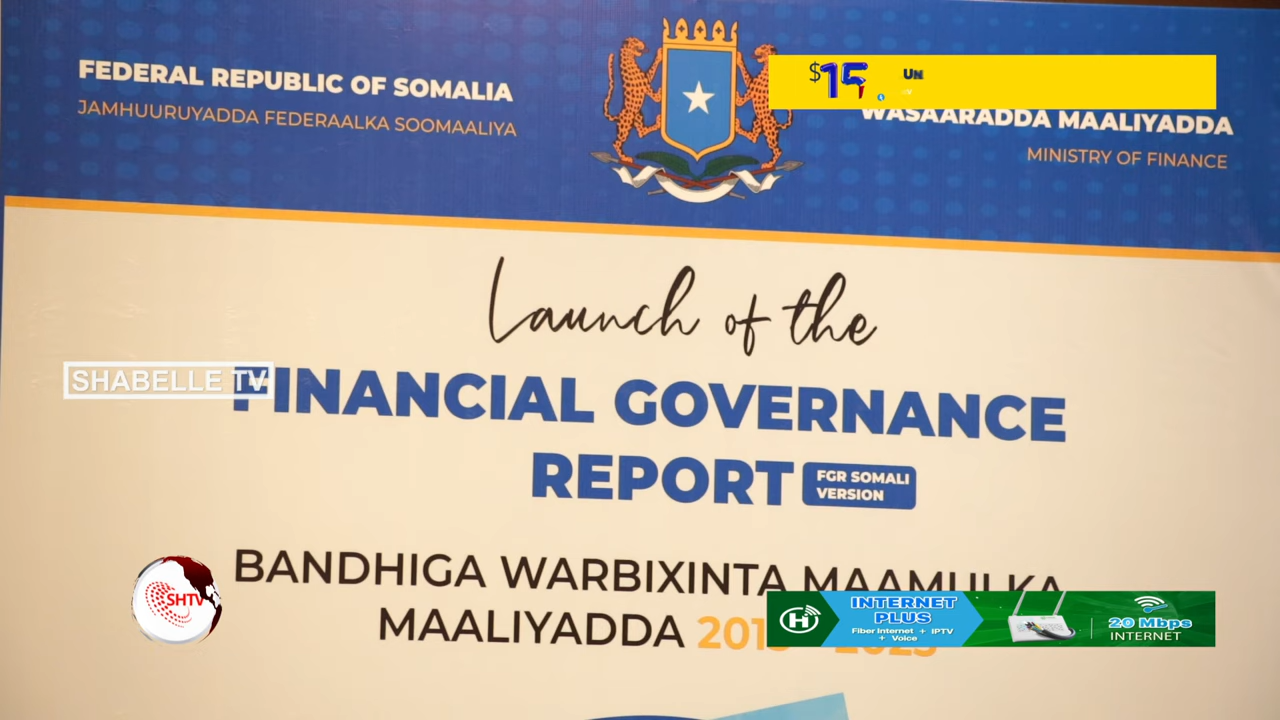 FEDERAL REPUBLIC OF SOMALIA
JAMHUURUYADDA FEDERAALKA SOOMAALIYA
$15
WASAARADDA MAALIYADDA
MINISTRY OF FINANCE
Launch of the
FINANCIAL GOVERNANCE
REPORT
FGR SOMALI
VERSION
SHABELLE TV
BANDHIGA WARBIXINTA MAAMULKA
MAALIYADDA
SHTV
INTERNET
PLUS
Fiber Internet + IPTV
+ Voice
20 Mbps
INTERNET